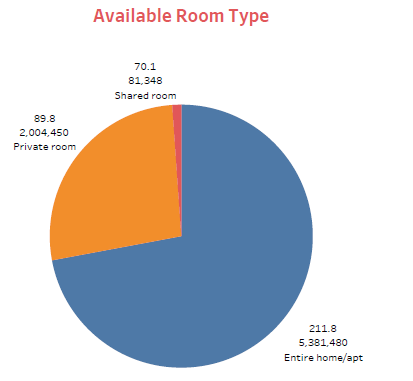 Available Room Type
70.1
81,348
Shared room
89.8
2,004,450
Private room
211.8
5,381,480
Entire home/apt